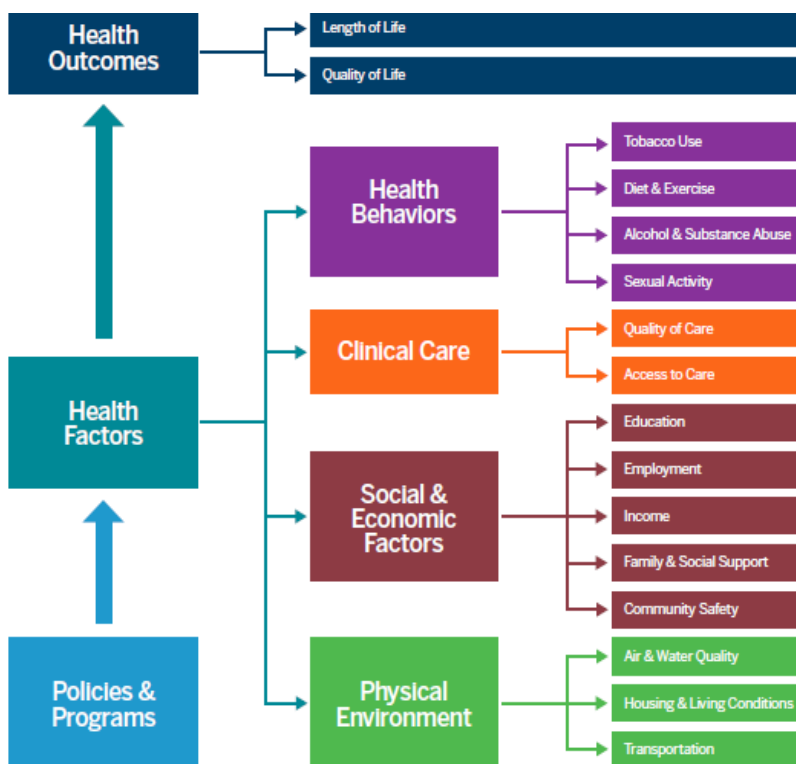 Health
Outcomes
Length of Life
Quality of Life
Health
Behaviors
Tobacco Use
Diet & Exercise
Alcohol & Substance Abuse
Sexual Activity
Clinical Care
Quality of Care
Access to Care
Health
Factors
Social &
Economic
Factors
Education
Employment
Income
Family & Social Support
Community Safety
Policies &
Programs
Physical
Environment
Air & Water Quality
Housing & Living Conditions
Transportation